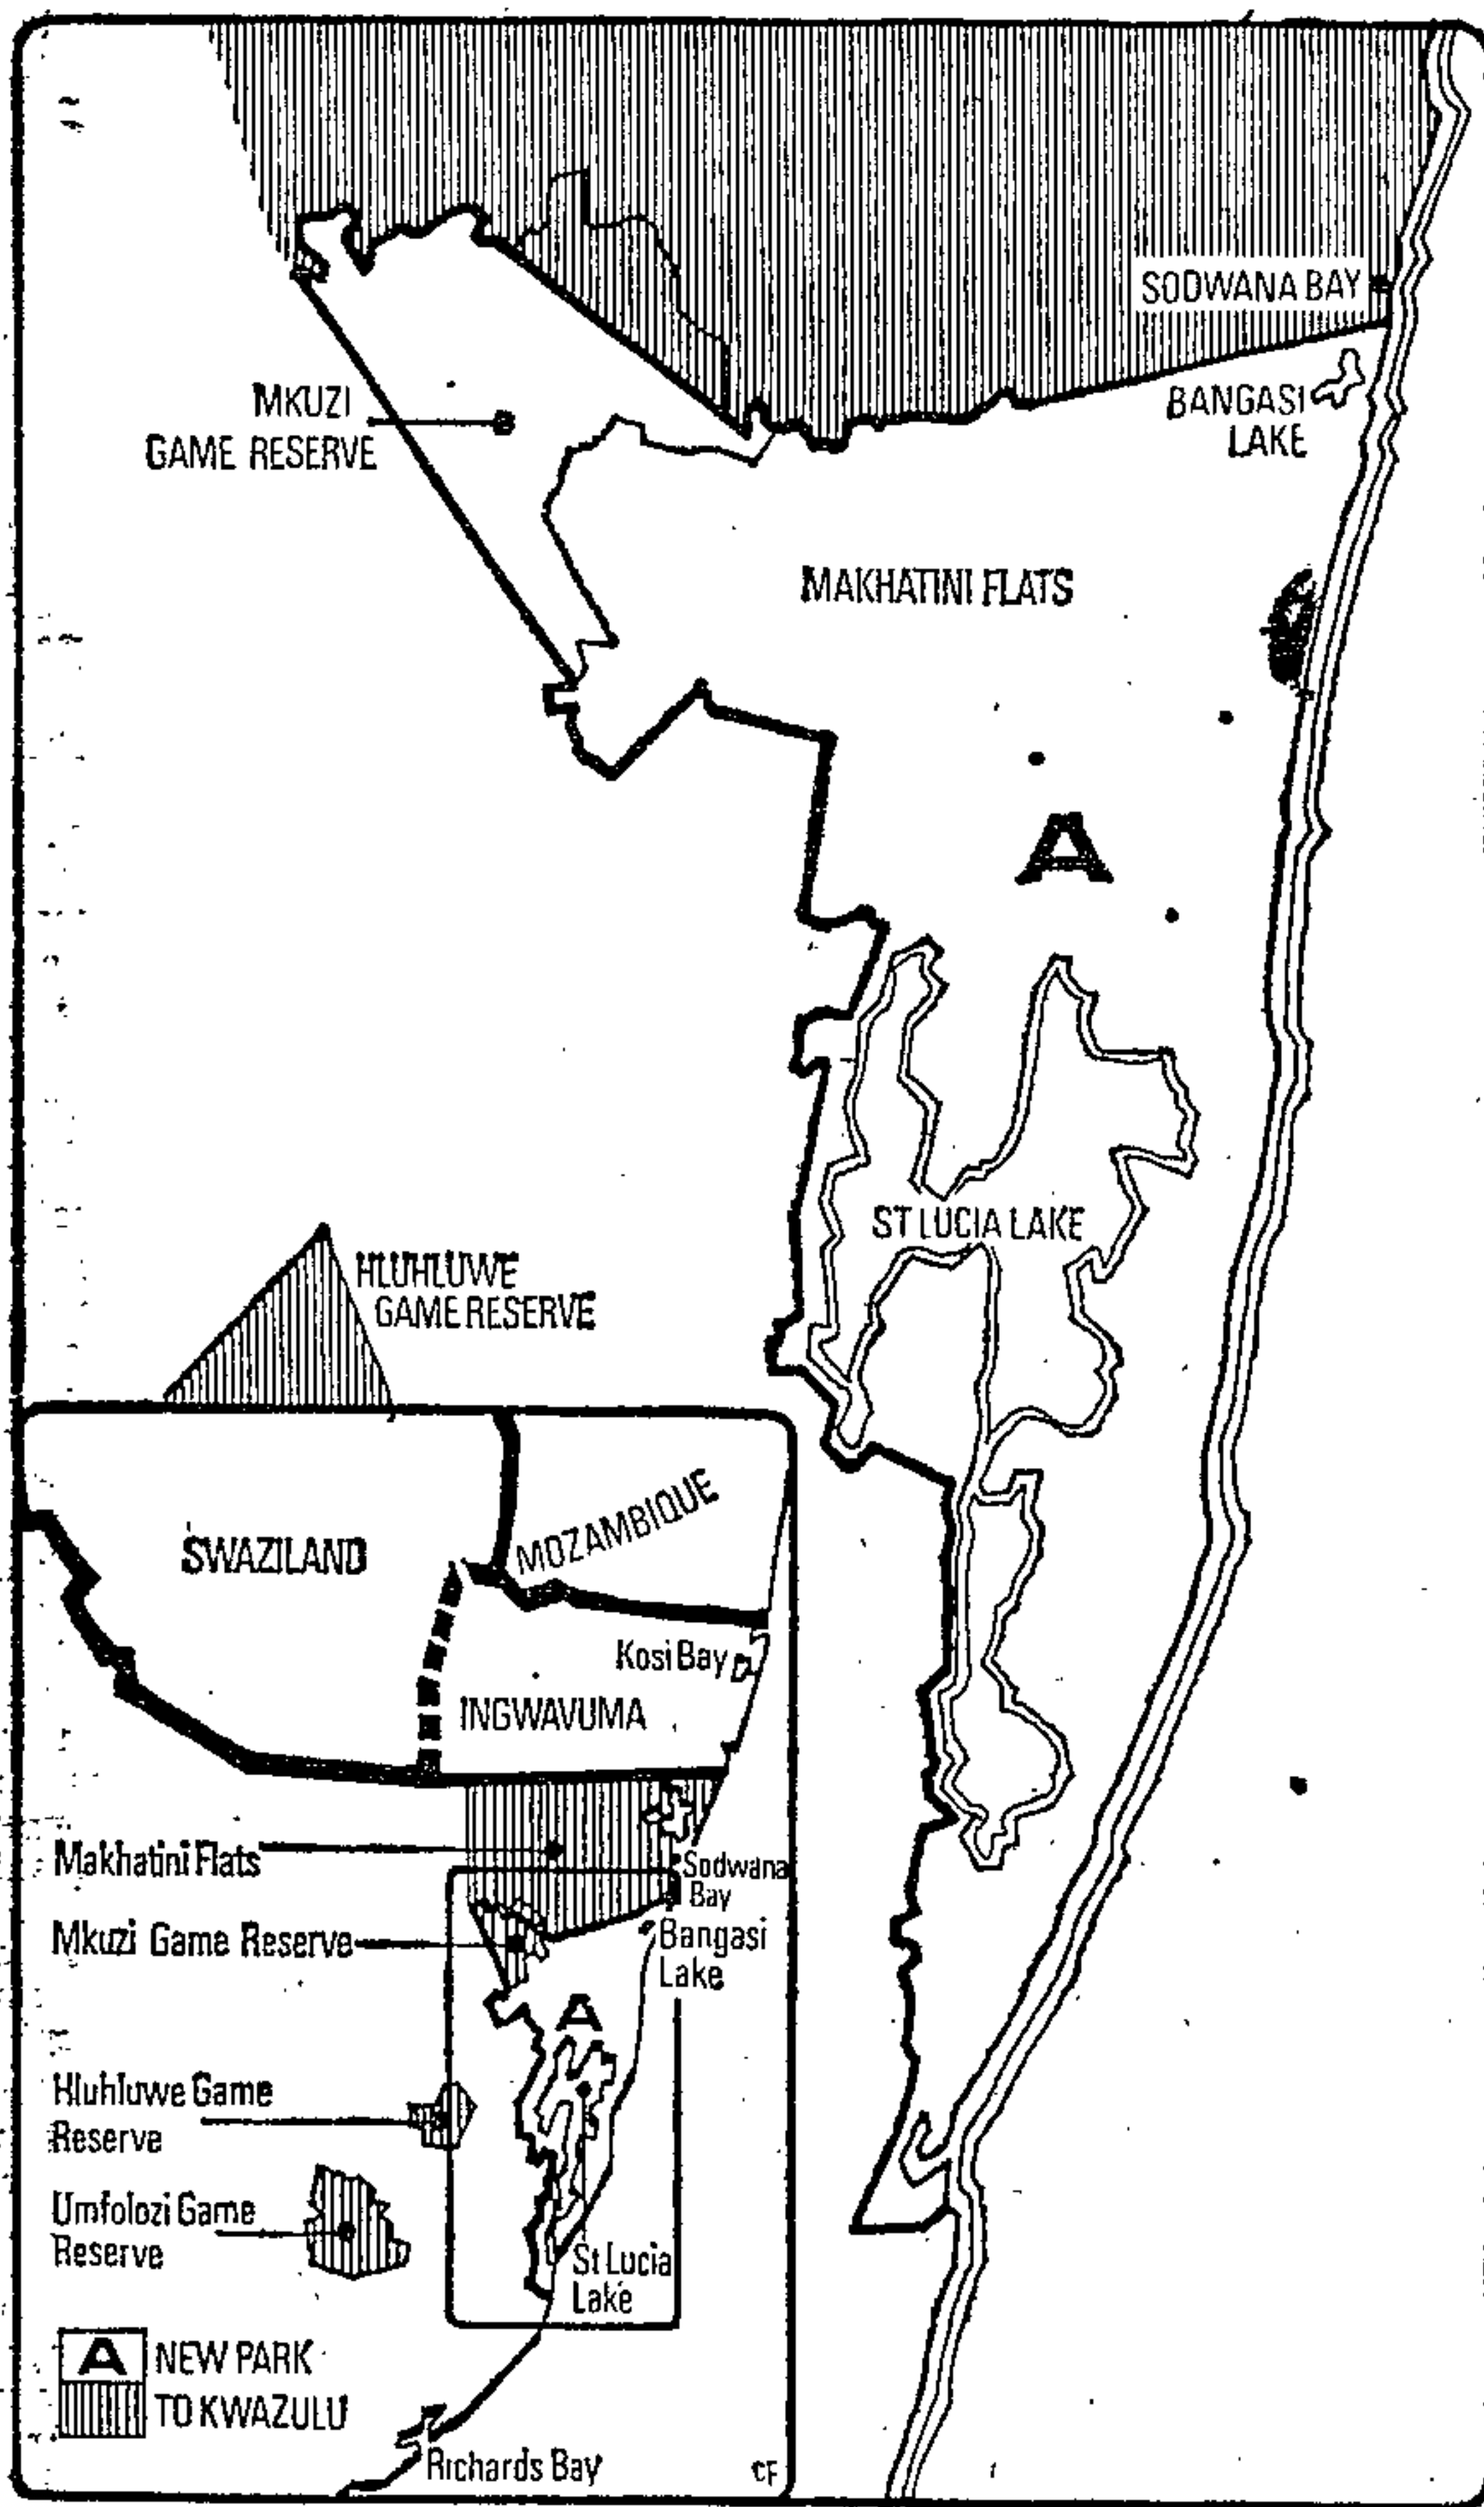 SODWANA BAY
BANGASI
LAKE
MKUZI
GAME RESERVE
MAKHATINI FLATS
A
ST LUCIA LAKE
HLUHLUWE
GAME RESERVE
SWAZILAND
MOZAMBIQUE
Kosi Bay
INGWAVUMA
Makhatini Flats
Sodwana
Bay
Mkuzi Game Reserve
Bangasi
Lake
A
Hluhluwe Game
Reserve
Umfolozi Game
Reserve
St Lucia
Lake
A NEW PARK
TO KWAZULU
Richards Bay
CF